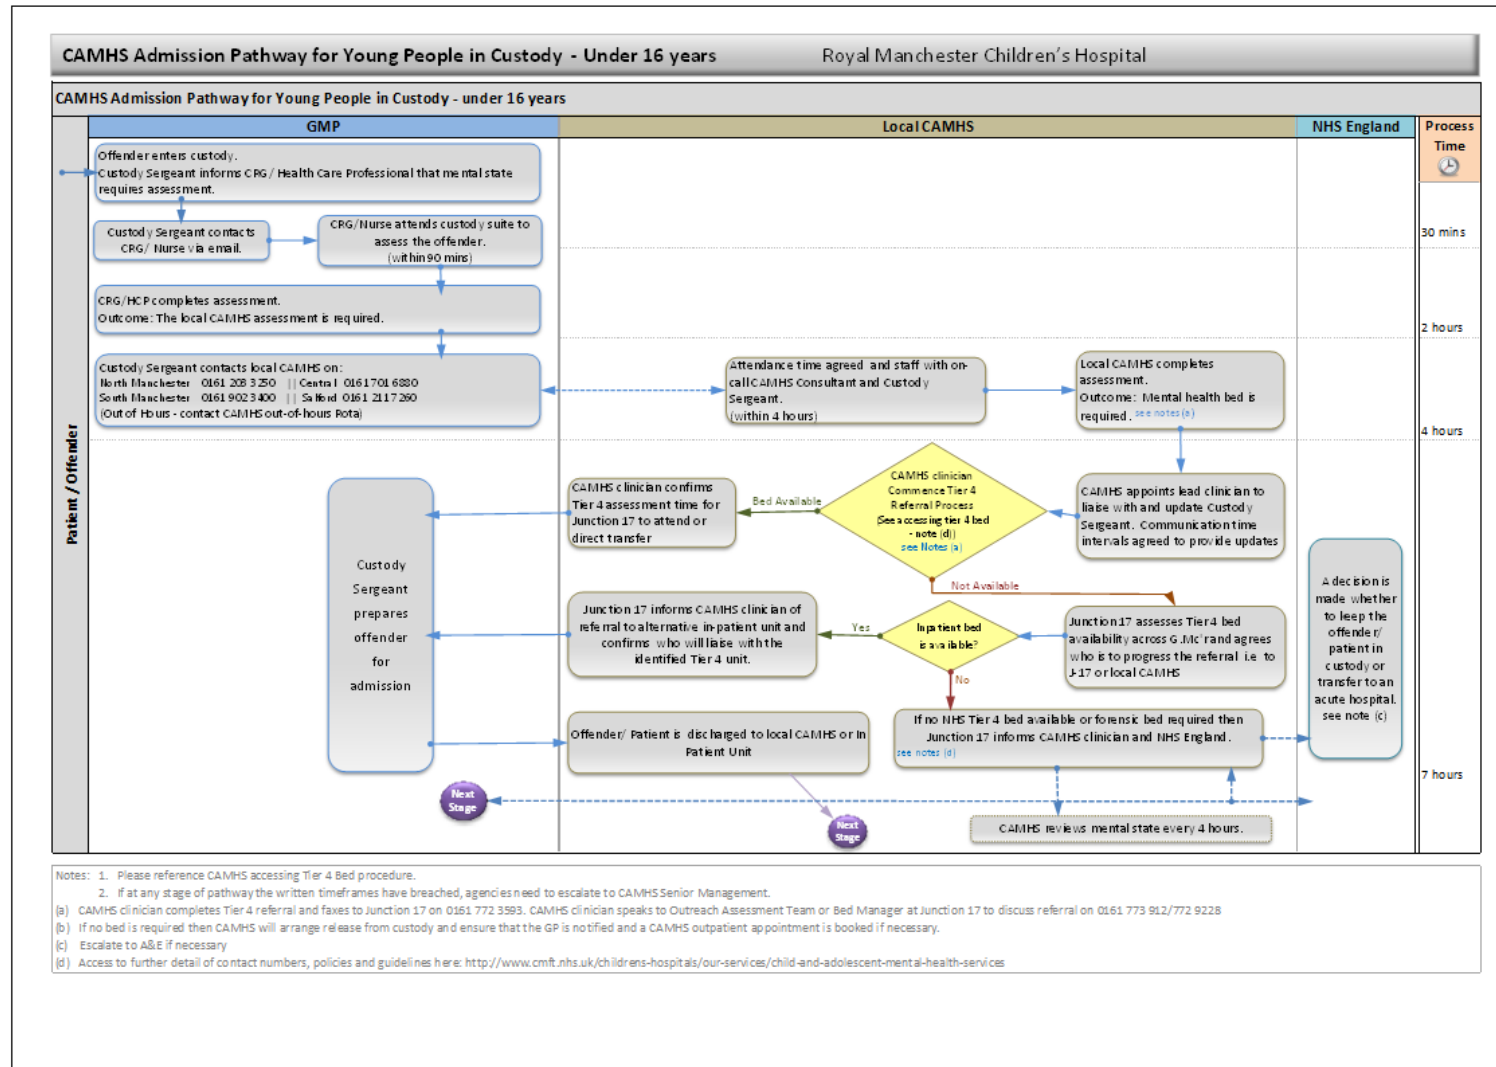 CAMHS Admission Pathway for Young People in Custody - Under 16 years Royal Manchester Children's Hospital
CAMHS Admission Pathway for Young People in Custody - under 16 years
GMP
Local CAMHS
NHS England
Process
Time
Patient / Offender
Offender enters custody.
Custody Sergeant informs CRG/ Health Care Professional that mental state
requires assessment.
Custody Sergeant contacts
CRG/ Nurse via email.
CRG/Nurse attends custody suite to
assess the offender.
(within 90 mins)
30 mins
CRG/HCP completes assessment.
Outcome: The local CAMHS assessment is required.
2 hours
Custody Sergeant contacts local CAMHS on:
North Manchester 0161 203 3250 || Central 0161 701 6880
South Manchester 0161 902 3400 || Salford 0161 211 7260
(Out of Hours - contact CAMHS out-of-hours Rota)
Attendance time agreed and staff with on-
call CAMHS Consultant and Custody
Sergeant.
(within 4 hours)
Local CAMHS completes
assessment.
Outcome: Mental health bed is
required. see notes (a)
4 hours
CAMHS appoints lead clinician to
liaise with and update Custody
Sergeant. Communication time
intervals agreed to provide updates
CAMHS clinician
Commence Tier 4
Referral Process
(See accessing tier 4 bed
- note (d))
see Notes (a)
Bed Available
Not Available
CAMHS clinician confirms
Tier 4 assessment time for
Junction 17 to attend or
direct transfer
Custody
Sergeant
prepares
offender
for
admission
Junction 17 assesses Tier 4 bed
availability across G.Mc'r and agrees
who is to progress the referral i.e. to
J-17 or local CAMHS
Inpatient bed
is available?
Yes
No
Junction 17 informs CAMHS clinician of
referral to alternative in-patient unit and
confirms who will liaise with the
identified Tier 4 unit.
If no NHS Tier 4 bed available or forensic bed required then
Junction 17 informs CAMHS clinician and NHS England.
see notes (d)
A decision is
made whether
to leep the
offender/
patient in
custody or
transfer to an
acute hospital.
see note (c)
Offender/ Patient is discharged to local CAMHS or In
Patient Unit
7 hours
Next
Stage
Next
Stage
CAMHS reviews mental state every 4 hours.
Notes: 1. Please reference CAMHS accessing Tier 4 Bed procedure.
2. If at any stage of pathway the written timeframes have breached, agencies need to escalate to CAMHS Senior Management.
(a) CAMHS clinician completes Tier 4 referral and faxes to Junction 17 on 0161 772 3593. CAMHS clinician speaks to Outreach Assessment Team or Bed Manager at Junction 17 to discuss referral on 0161 773 912/772 9228
(b) If no bed is required then CAMHS will arrange release from custody and ensure that the GP is notified and a CAMHS outpatient appointment is booked if necessary.
(c) Escalate to A&E if necessary
(d) Access to further detail of contact numbers, policies and guidelines here: http://www.cmft.nhs.uk/childrens-hospitals/our-services/child-and-adolescent-mental-health-services